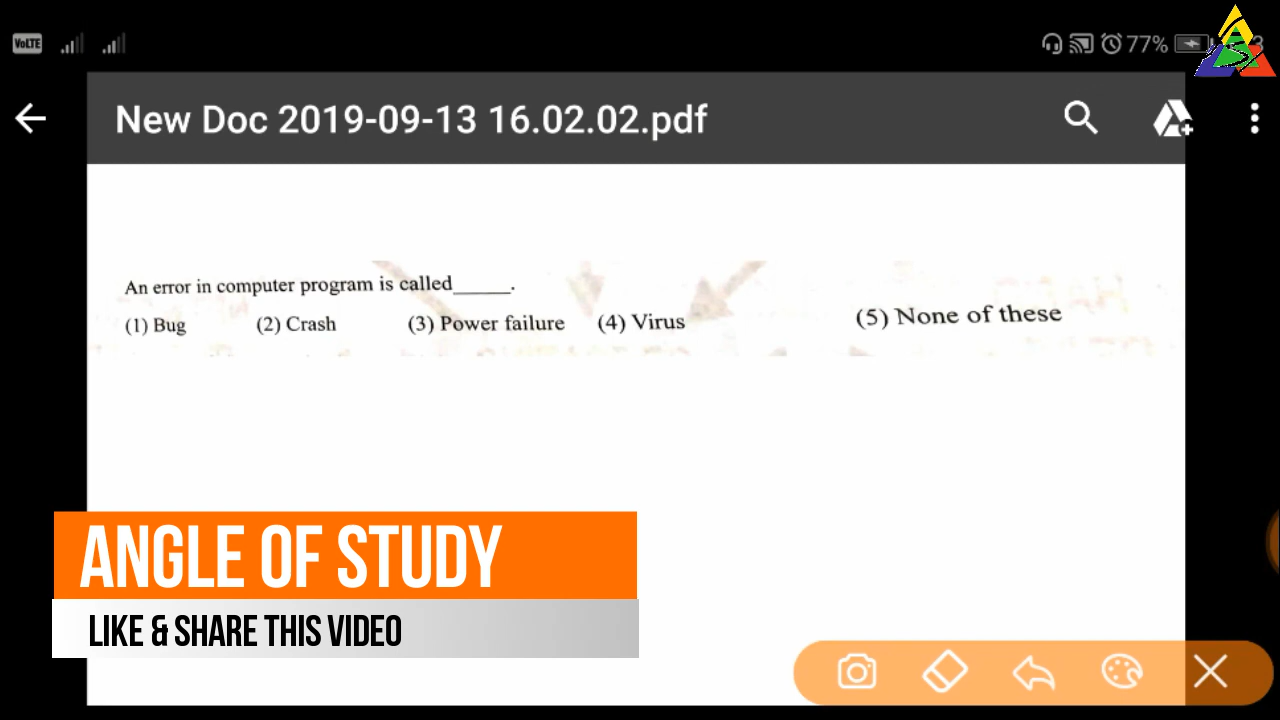 VoLTE 77%
New Doc 2019-09-13 16.02.02.pdf
An error in computer program is called______.
(1) Bug (2) Crash (3) Power failure (4) Virus (5) None of these
ANGLE OF STUDY
LIKE & SHARE THIS VIDEO